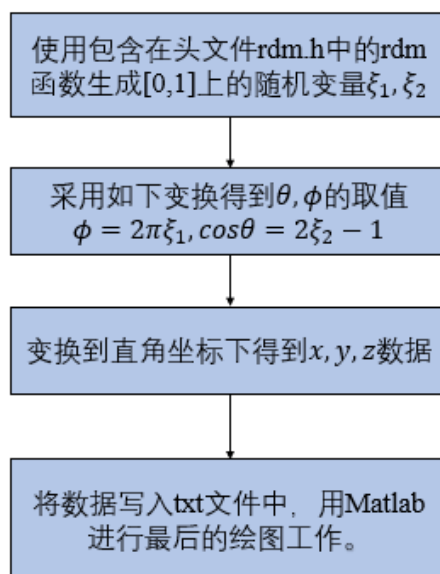 使用包含在头文件rdm.h中的rdm
函数生成[0,1]上的随机变量ξ₁,ξ₂
采用如下变换得到θ,ϕ的取值
ϕ = 2πξ₁,cosθ = 2ξ₂ − 1
变换到直角坐标下得到x,y,z数据
将数据写入txt文件中，用Matlab
进行最后的绘图工作。